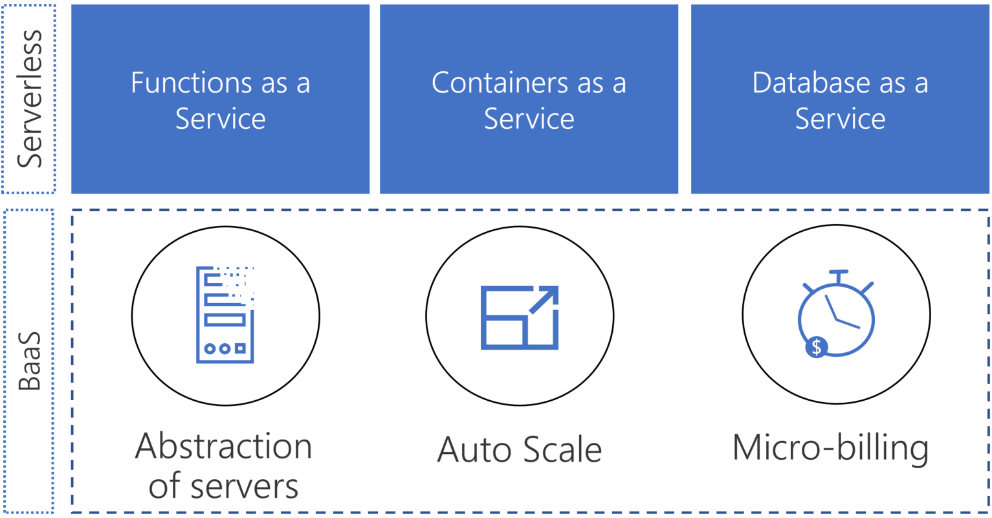 Serverless
Functions as a
Service
Containers as a
Service
Database as a
Service
BaaS
$
Abstraction
of servers
Auto Scale
Micro-billing